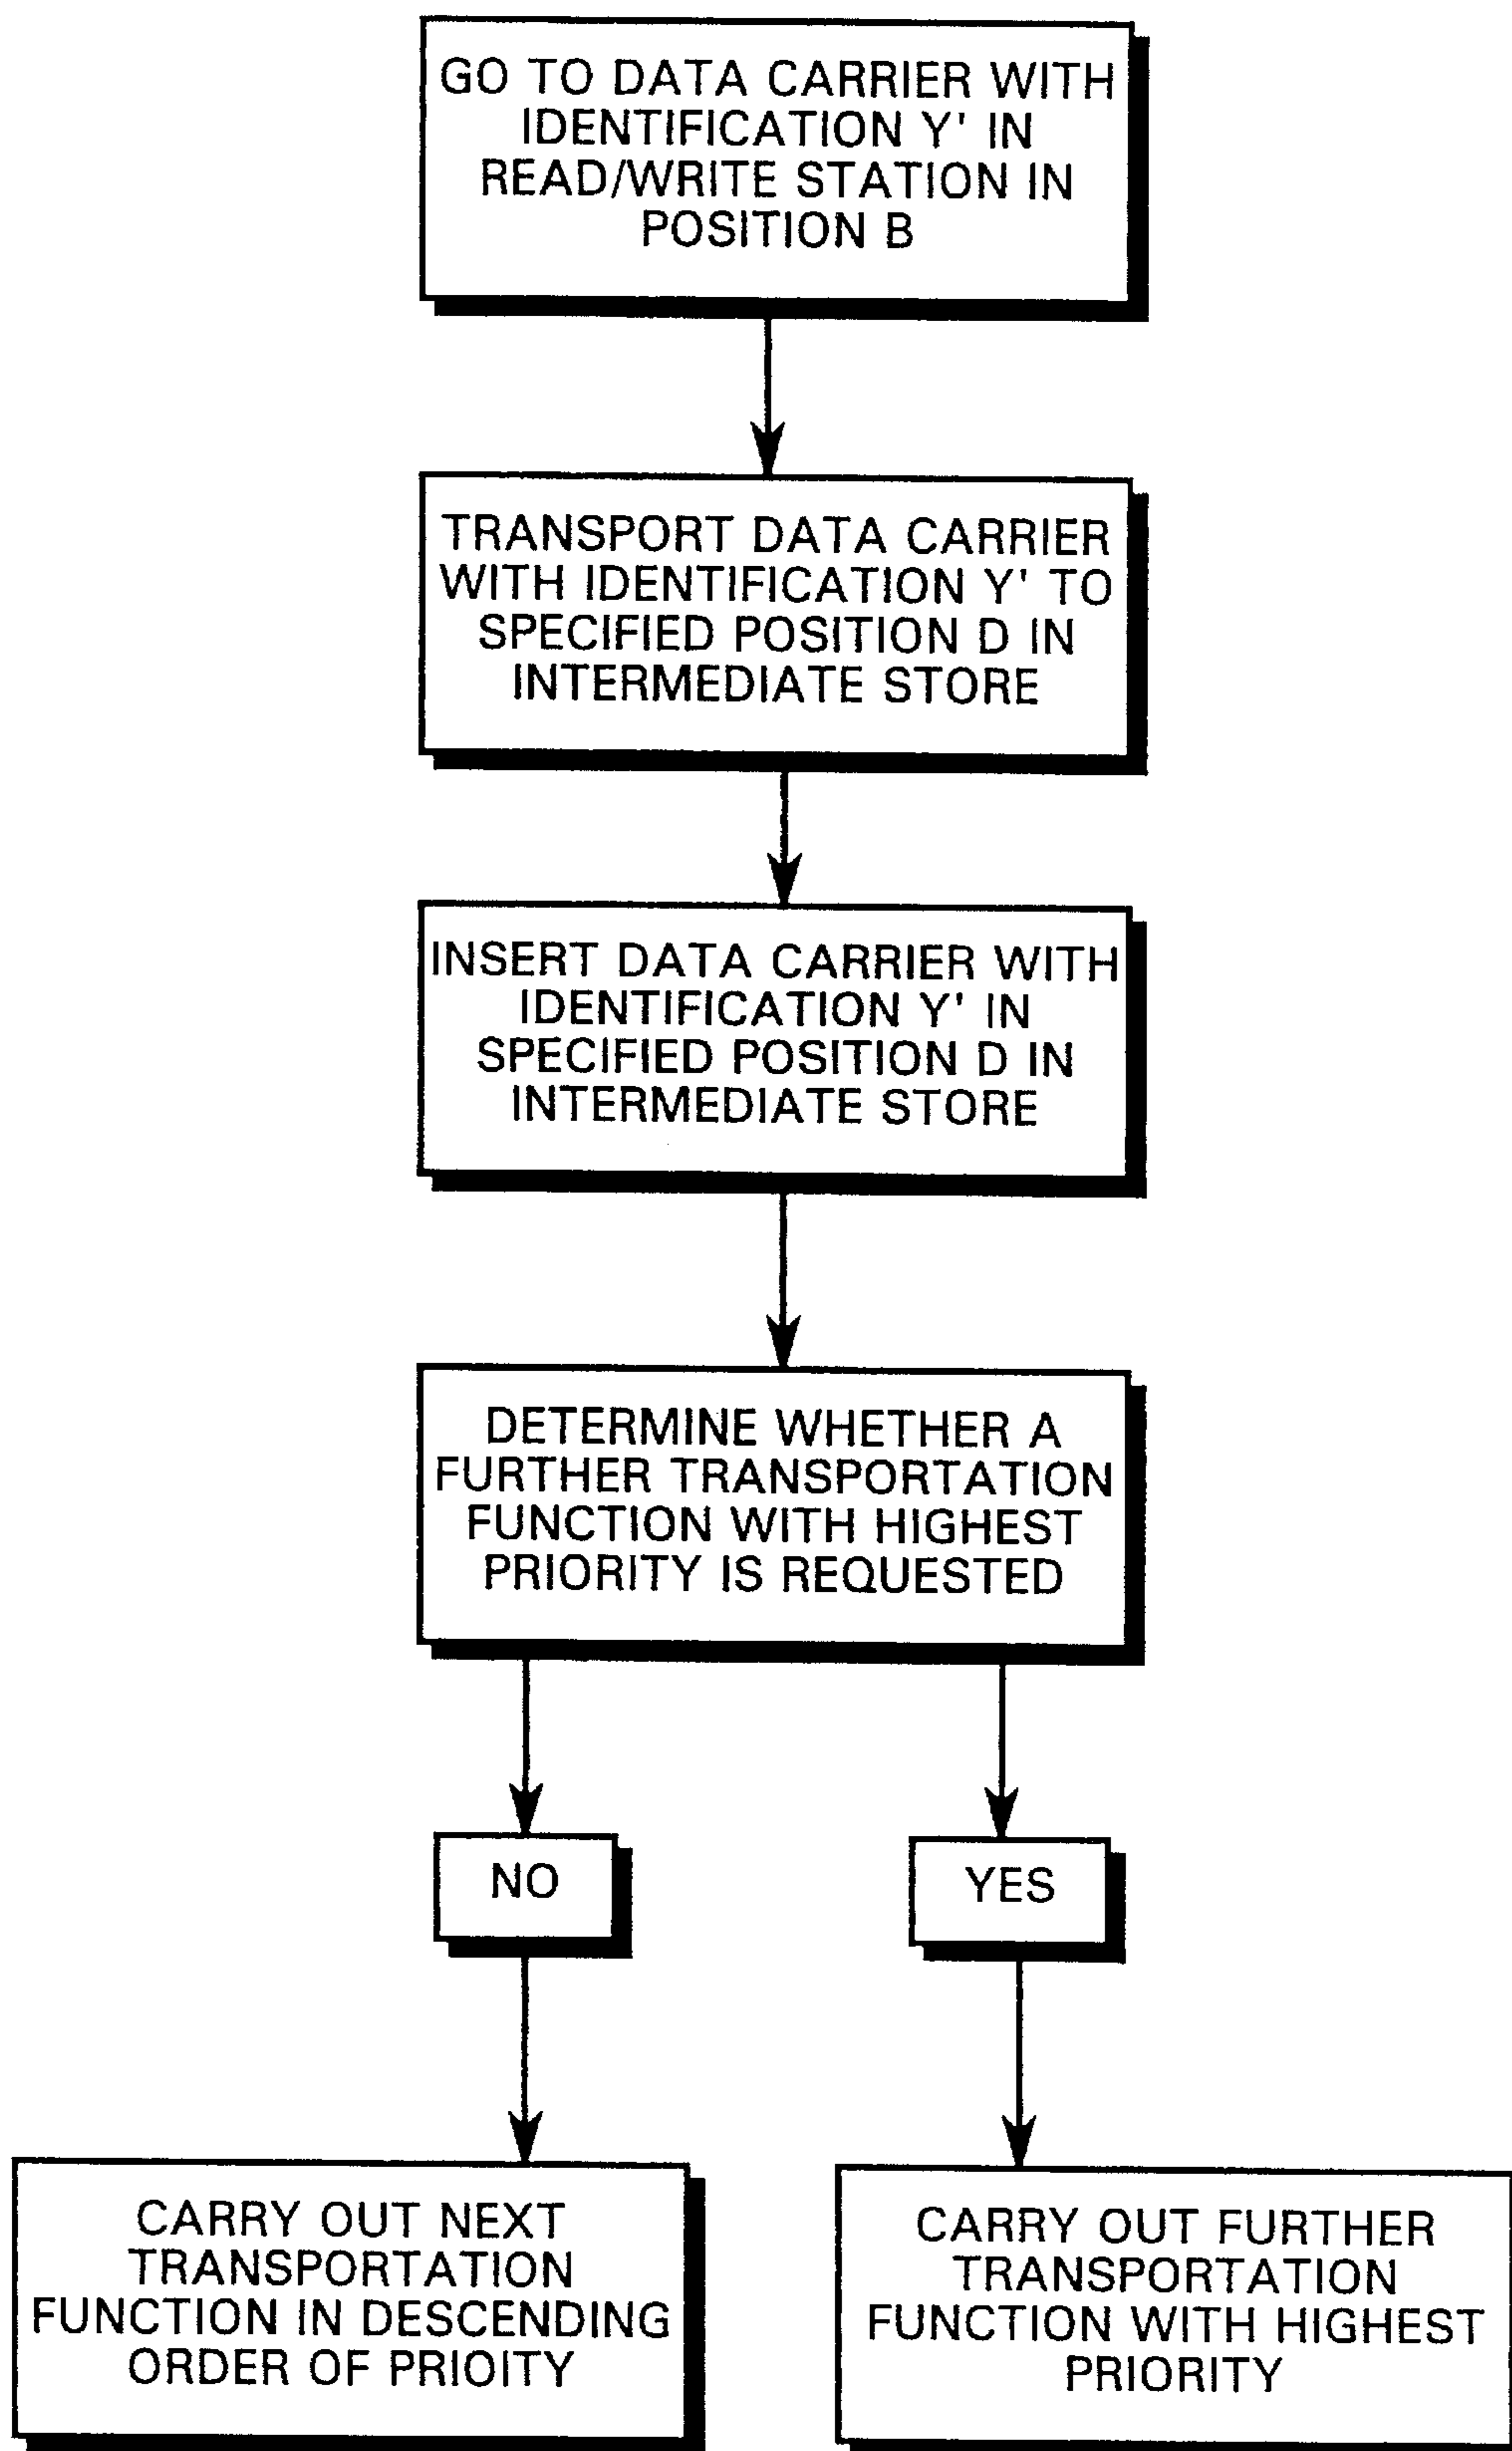 GO TO DATA CARRIER WITH
IDENTIFICATION Y' IN
READ/WRITE STATION IN
POSITION B
TRANSPORT DATA CARRIER
WITH IDENTIFICATION Y' TO
SPECIFIED POSITION D IN
INTERMEDIATE STORE
INSERT DATA CARRIER WITH
IDENTIFICATION Y' IN
SPECIFIED POSITION D IN
INTERMEDIATE STORE
DETERMINE WHETHER A
FURTHER TRANSPORTATION
FUNCTION WITH HIGHEST
PRIORITY IS REQUESTED
NO
YES
CARRY OUT NEXT
TRANSPORTATION
FUNCTION IN DESCENDING
ORDER OF PRIOITY
CARRY OUT FURTHER
TRANSPORTATION
FUNCTION WITH HIGHEST
PRIORITY